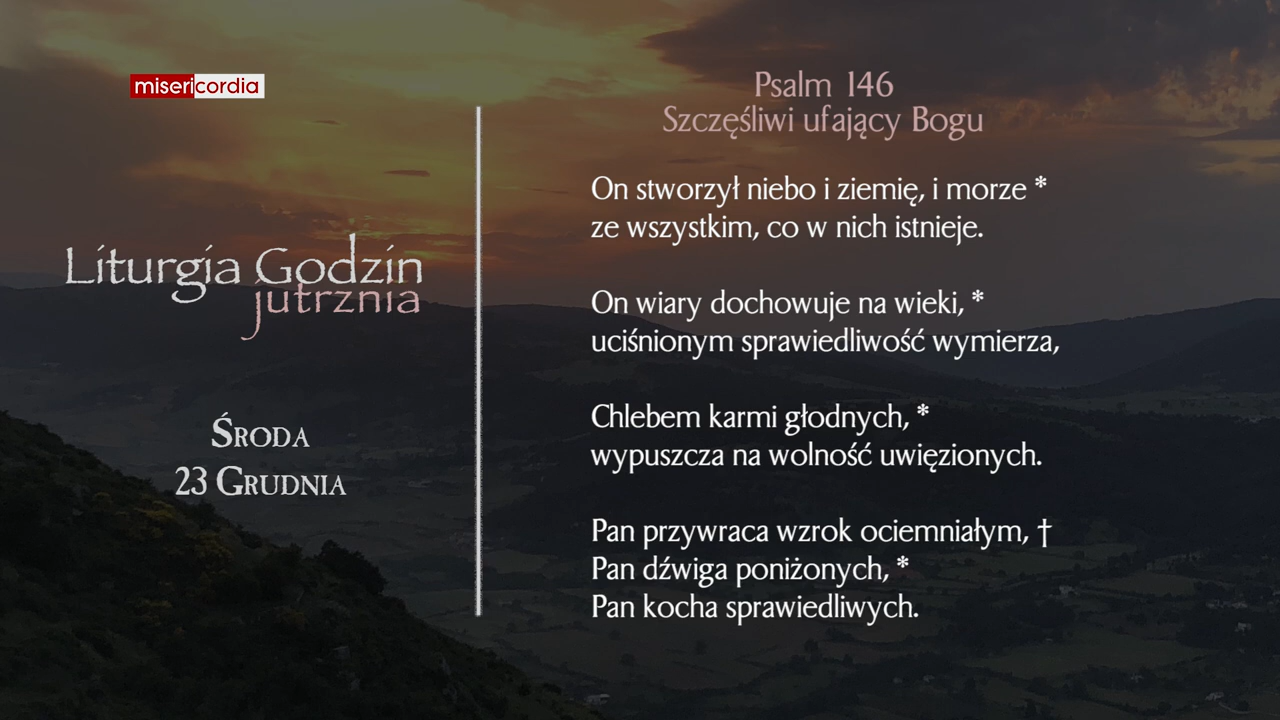 misericordia
Liturgia Godzin
jutrznia
Środa
23 Grudnia
Psalm 146
Szczęśliwi ufający Bogu
On stworzył niebo i ziemię, i morze *
ze wszystkim, co w nich istnieje.
On wiary dochowuje na wieki, *
uciśnionym sprawiedliwość wymierza,
Chlebem karmi głodnych, *
wypuszcza na wolność uwięzionych.
Pan przywraca wzrok ociemniałym, †
Pan dźwiga poniżonych, *
Pan kocha sprawiedliwych.